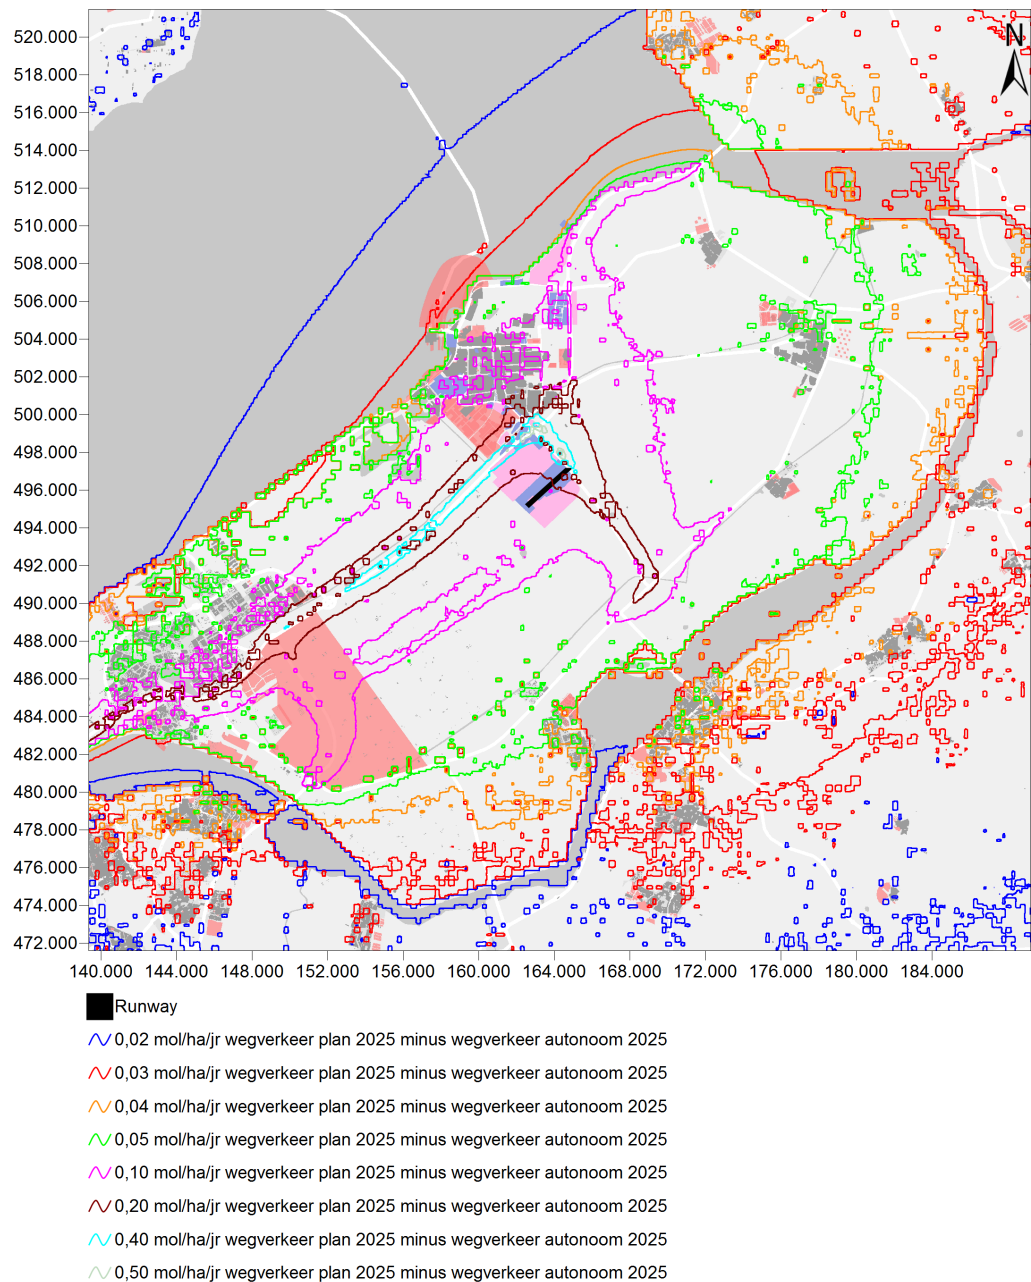 520.000
N
518.000
516.000
514.000
512.000
510.000
508.000
506.000
504.000
502.000
500.000
498.000
496.000
494.000
492.000
490.000
488.000
486.000
484.000
482.000
480.000
478.000
476.000
474.000
472.000
140.000 144.000 148.000 152.000 156.000 160.000 164.000 168.000 172.000 176.000 180.000 184.000
Runway
0,02 mol/ha/jr wegverkeer plan 2025 minus wegverkeer autonoom 2025
0,03 mol/ha/jr wegverkeer plan 2025 minus wegverkeer autonoom 2025
0,04 mol/ha/jr wegverkeer plan 2025 minus wegverkeer autonoom 2025
0,05 mol/ha/jr wegverkeer plan 2025 minus wegverkeer autonoom 2025
0,10 mol/ha/jr wegverkeer plan 2025 minus wegverkeer autonoom 2025
0,20 mol/ha/jr wegverkeer plan 2025 minus wegverkeer autonoom 2025
0,40 mol/ha/jr wegverkeer plan 2025 minus wegverkeer autonoom 2025
0,50 mol/ha/jr wegverkeer plan 2025 minus wegverkeer autonoom 2025